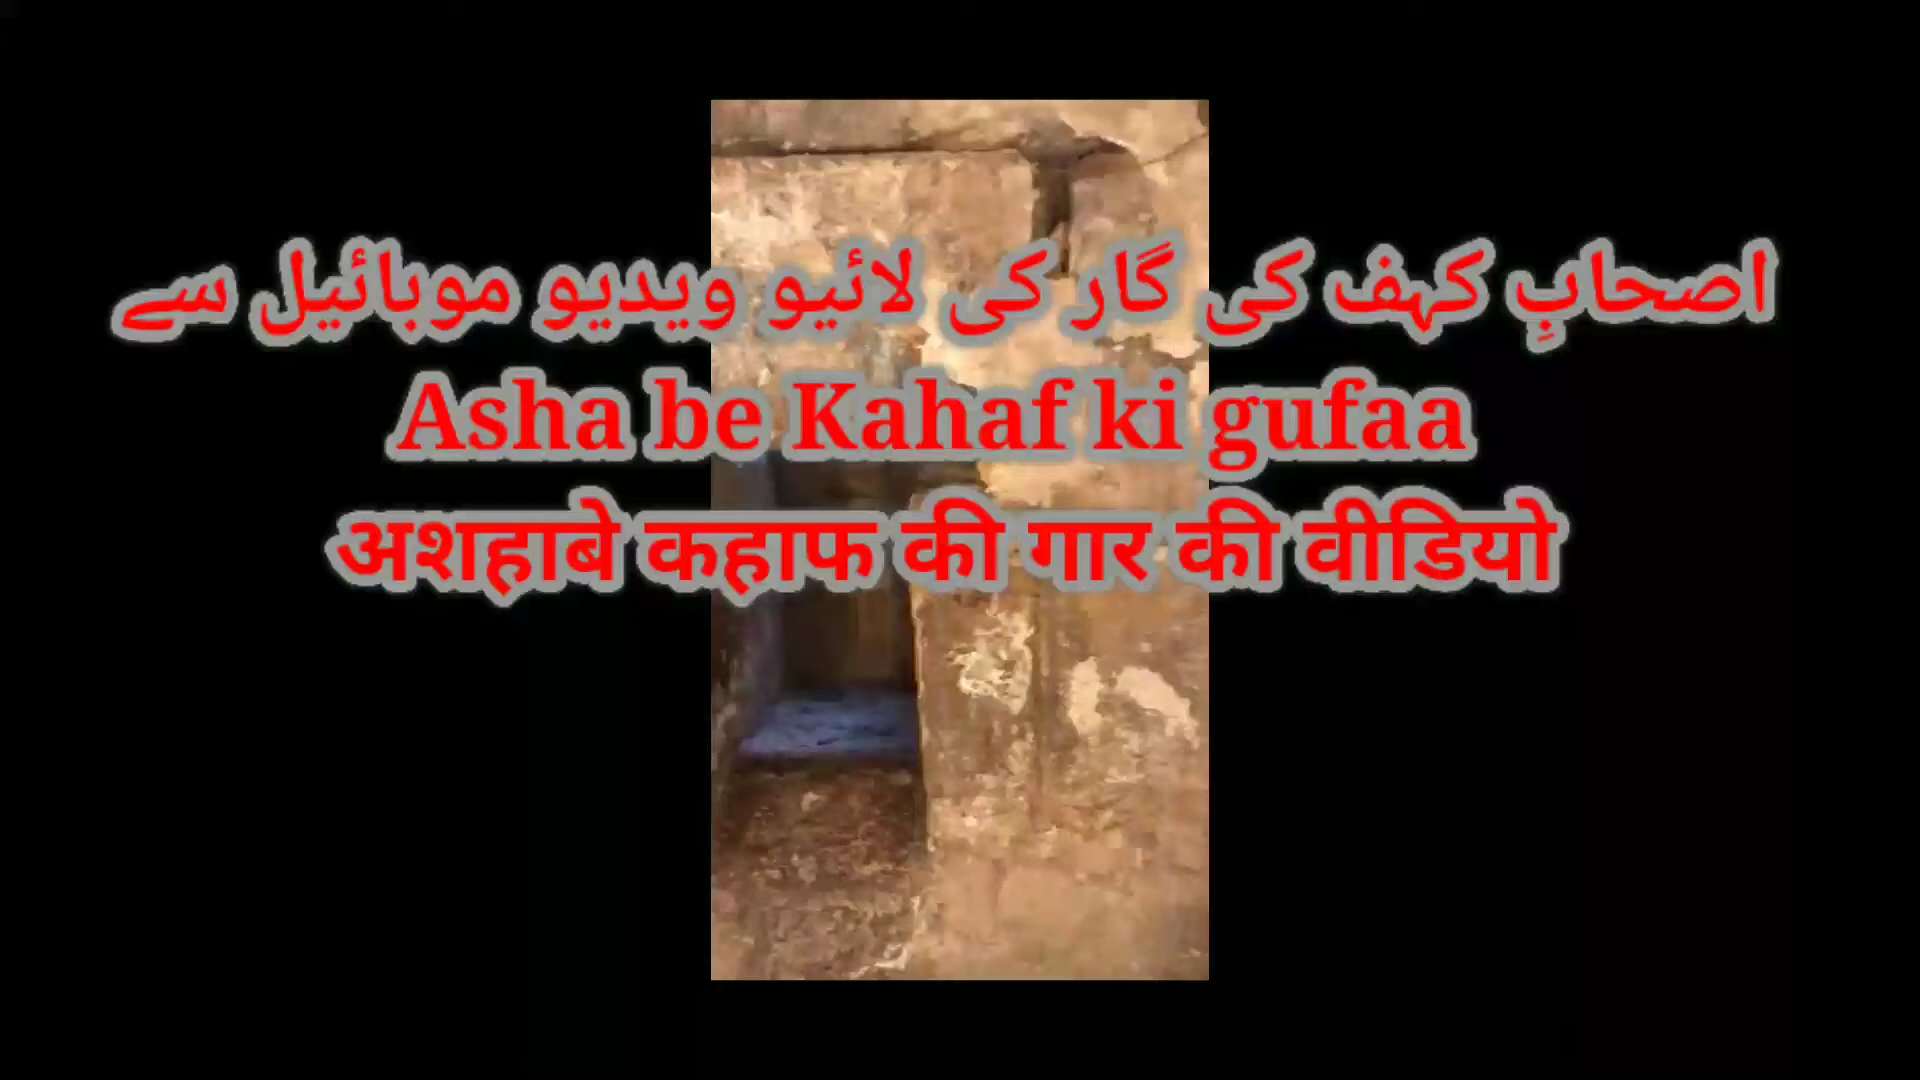 اصحابِ کہف کی گار کی لائیو ویدیو موبائیل سے
Asha be Kahaf ki gufaa
अशहाबे कहाफ की गार की वीडियो